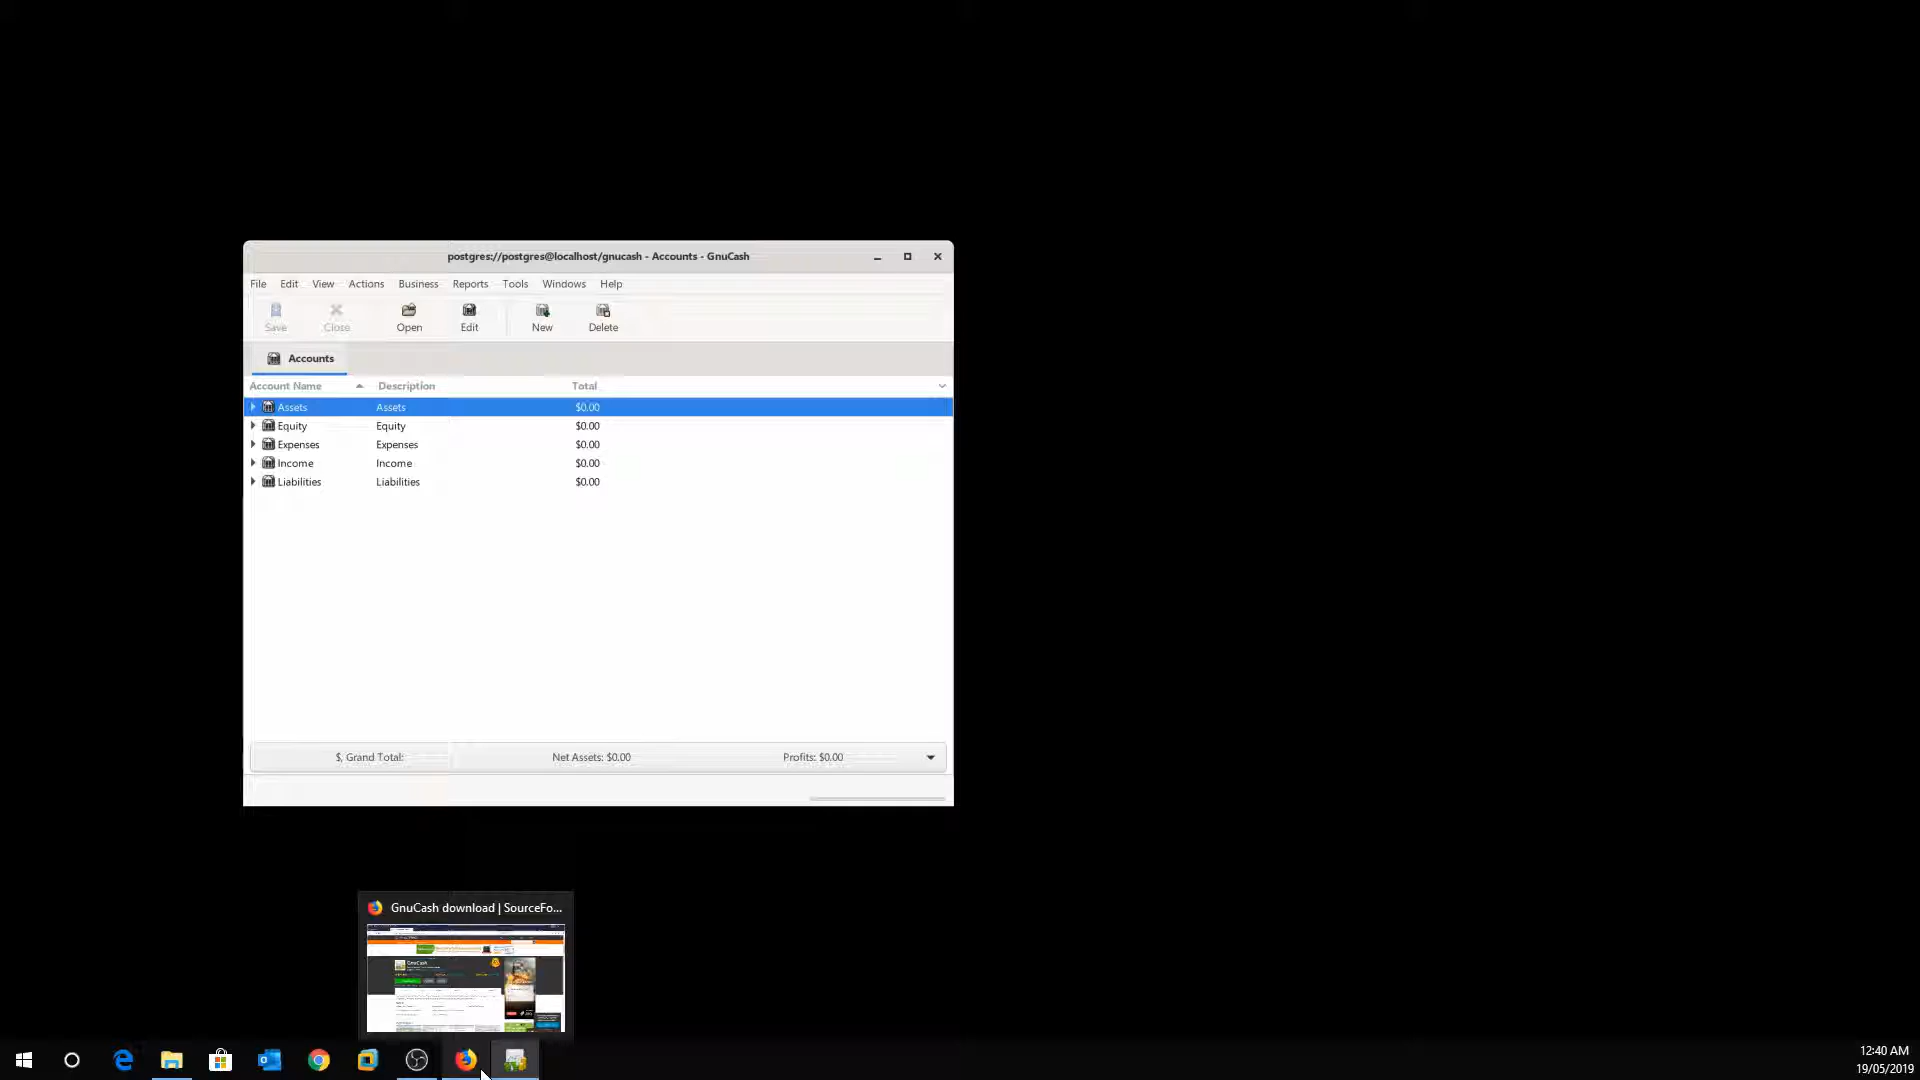 postgres://postgres@localhost/gnucash - Accounts - GnuCash
File Edit View Actions Business Reports Tools Windows Help
Save Close Open Edit New Delete
Accounts
Account Name Description Total
Assets Assets $0.00
Equity Equity $0.00
Expenses Expenses $0.00
Income Income $0.00
Liabilities Liabilities $0.00
$, Grand Total: Net Assets: $0.00 Profits: $0.00
GnuCash download | SourceFo...
GnuCash
12:40 AM
19/05/2019